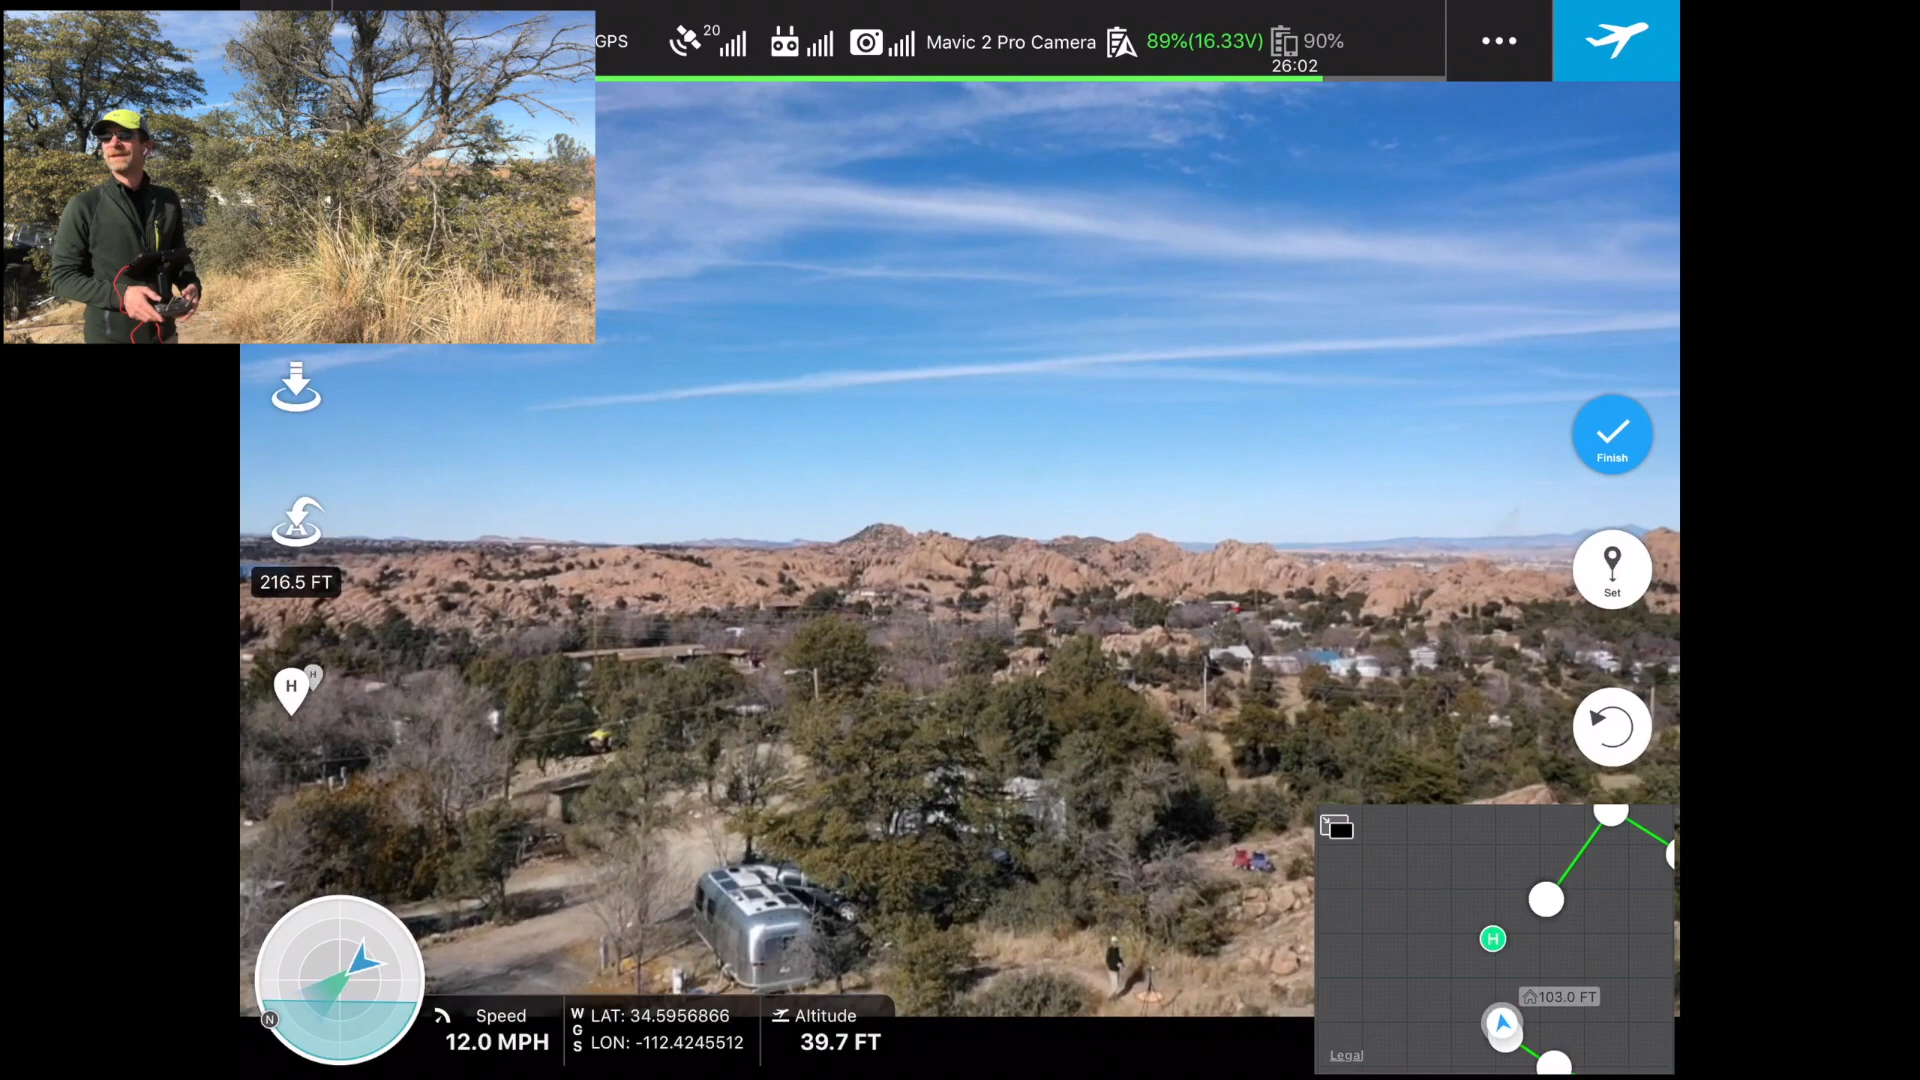 GPS
20
Mavic 2 Pro Camera
89%(16.33V)
90%
26:02
Finish
216.5 FT
Set
H
H
H
103.0 FT
N
Speed
12.0 MPH
WGS
LAT: 34.5956866
LON: -112.4245512
Altitude
39.7 FT
Legal